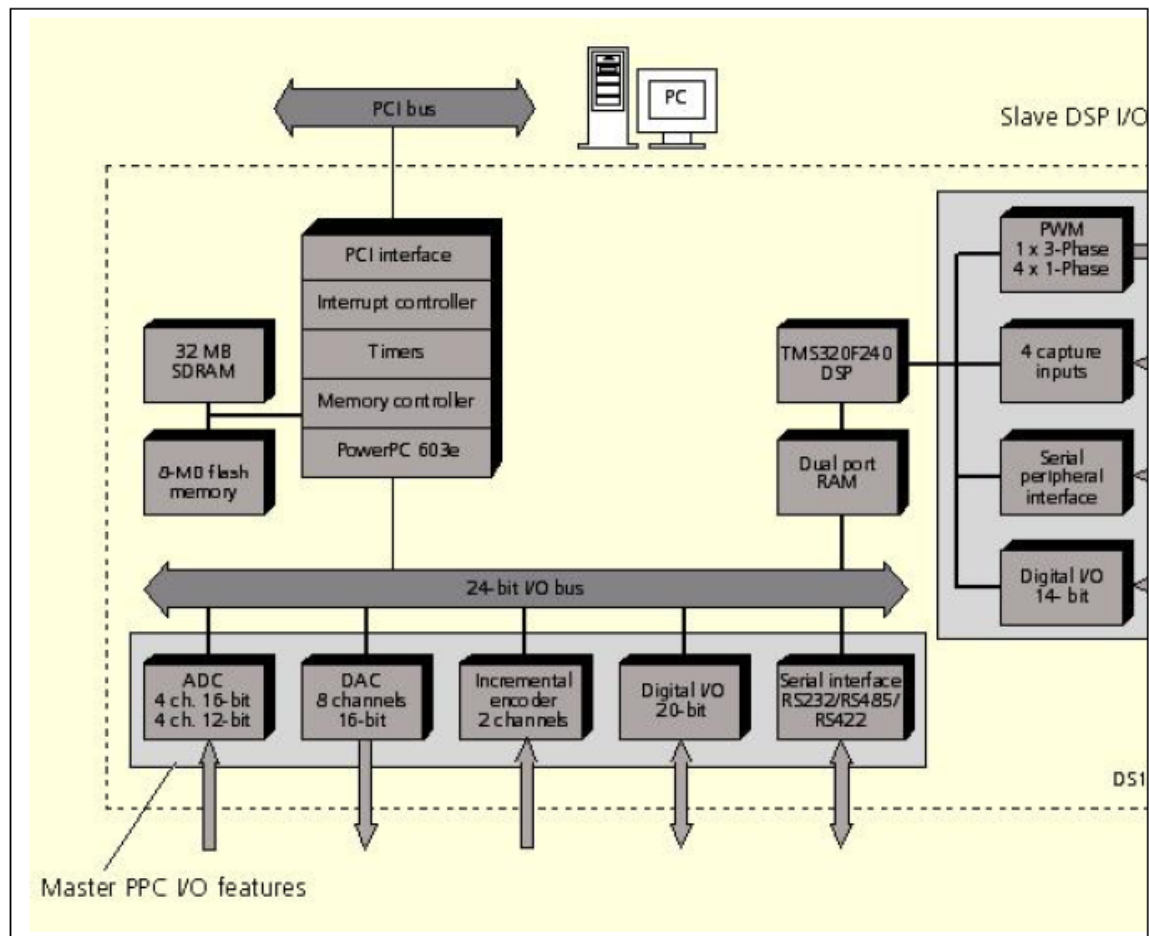 PCI bus
PC
Slave DSP I/O
PCI interface
Interrupt controller
Timers
Memory controller
PowerPC 603e
32 MB
SDRAM
8-MB flash
memory
TMS320F240
DSP
Dual port
RAM
PWM
1 x 3-Phase
4 x 1-Phase
4 capture
inputs
Serial
peripheral
interface
Digital I/O
14- bit
24-bit I/O bus
ADC
4 ch. 16-bit
4 ch. 12-bit
DAC
8 channels
16-bit
Incremental
encoder
2 channels
Digital I/O
20-bit
Serial interface
RS232/RS485/
RS422
DS1
Master PPC I/O features